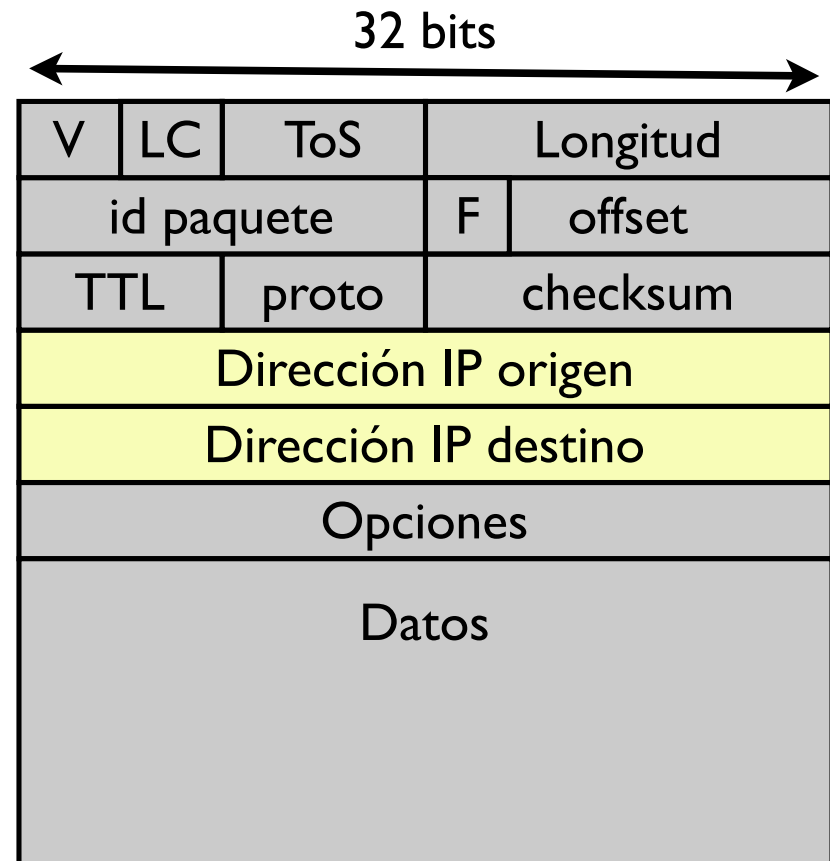 32 bits
V LC ToS Longitud
id paquete F offset
TTL proto checksum
Dirección IP origen
Dirección IP destino
Opciones
Datos